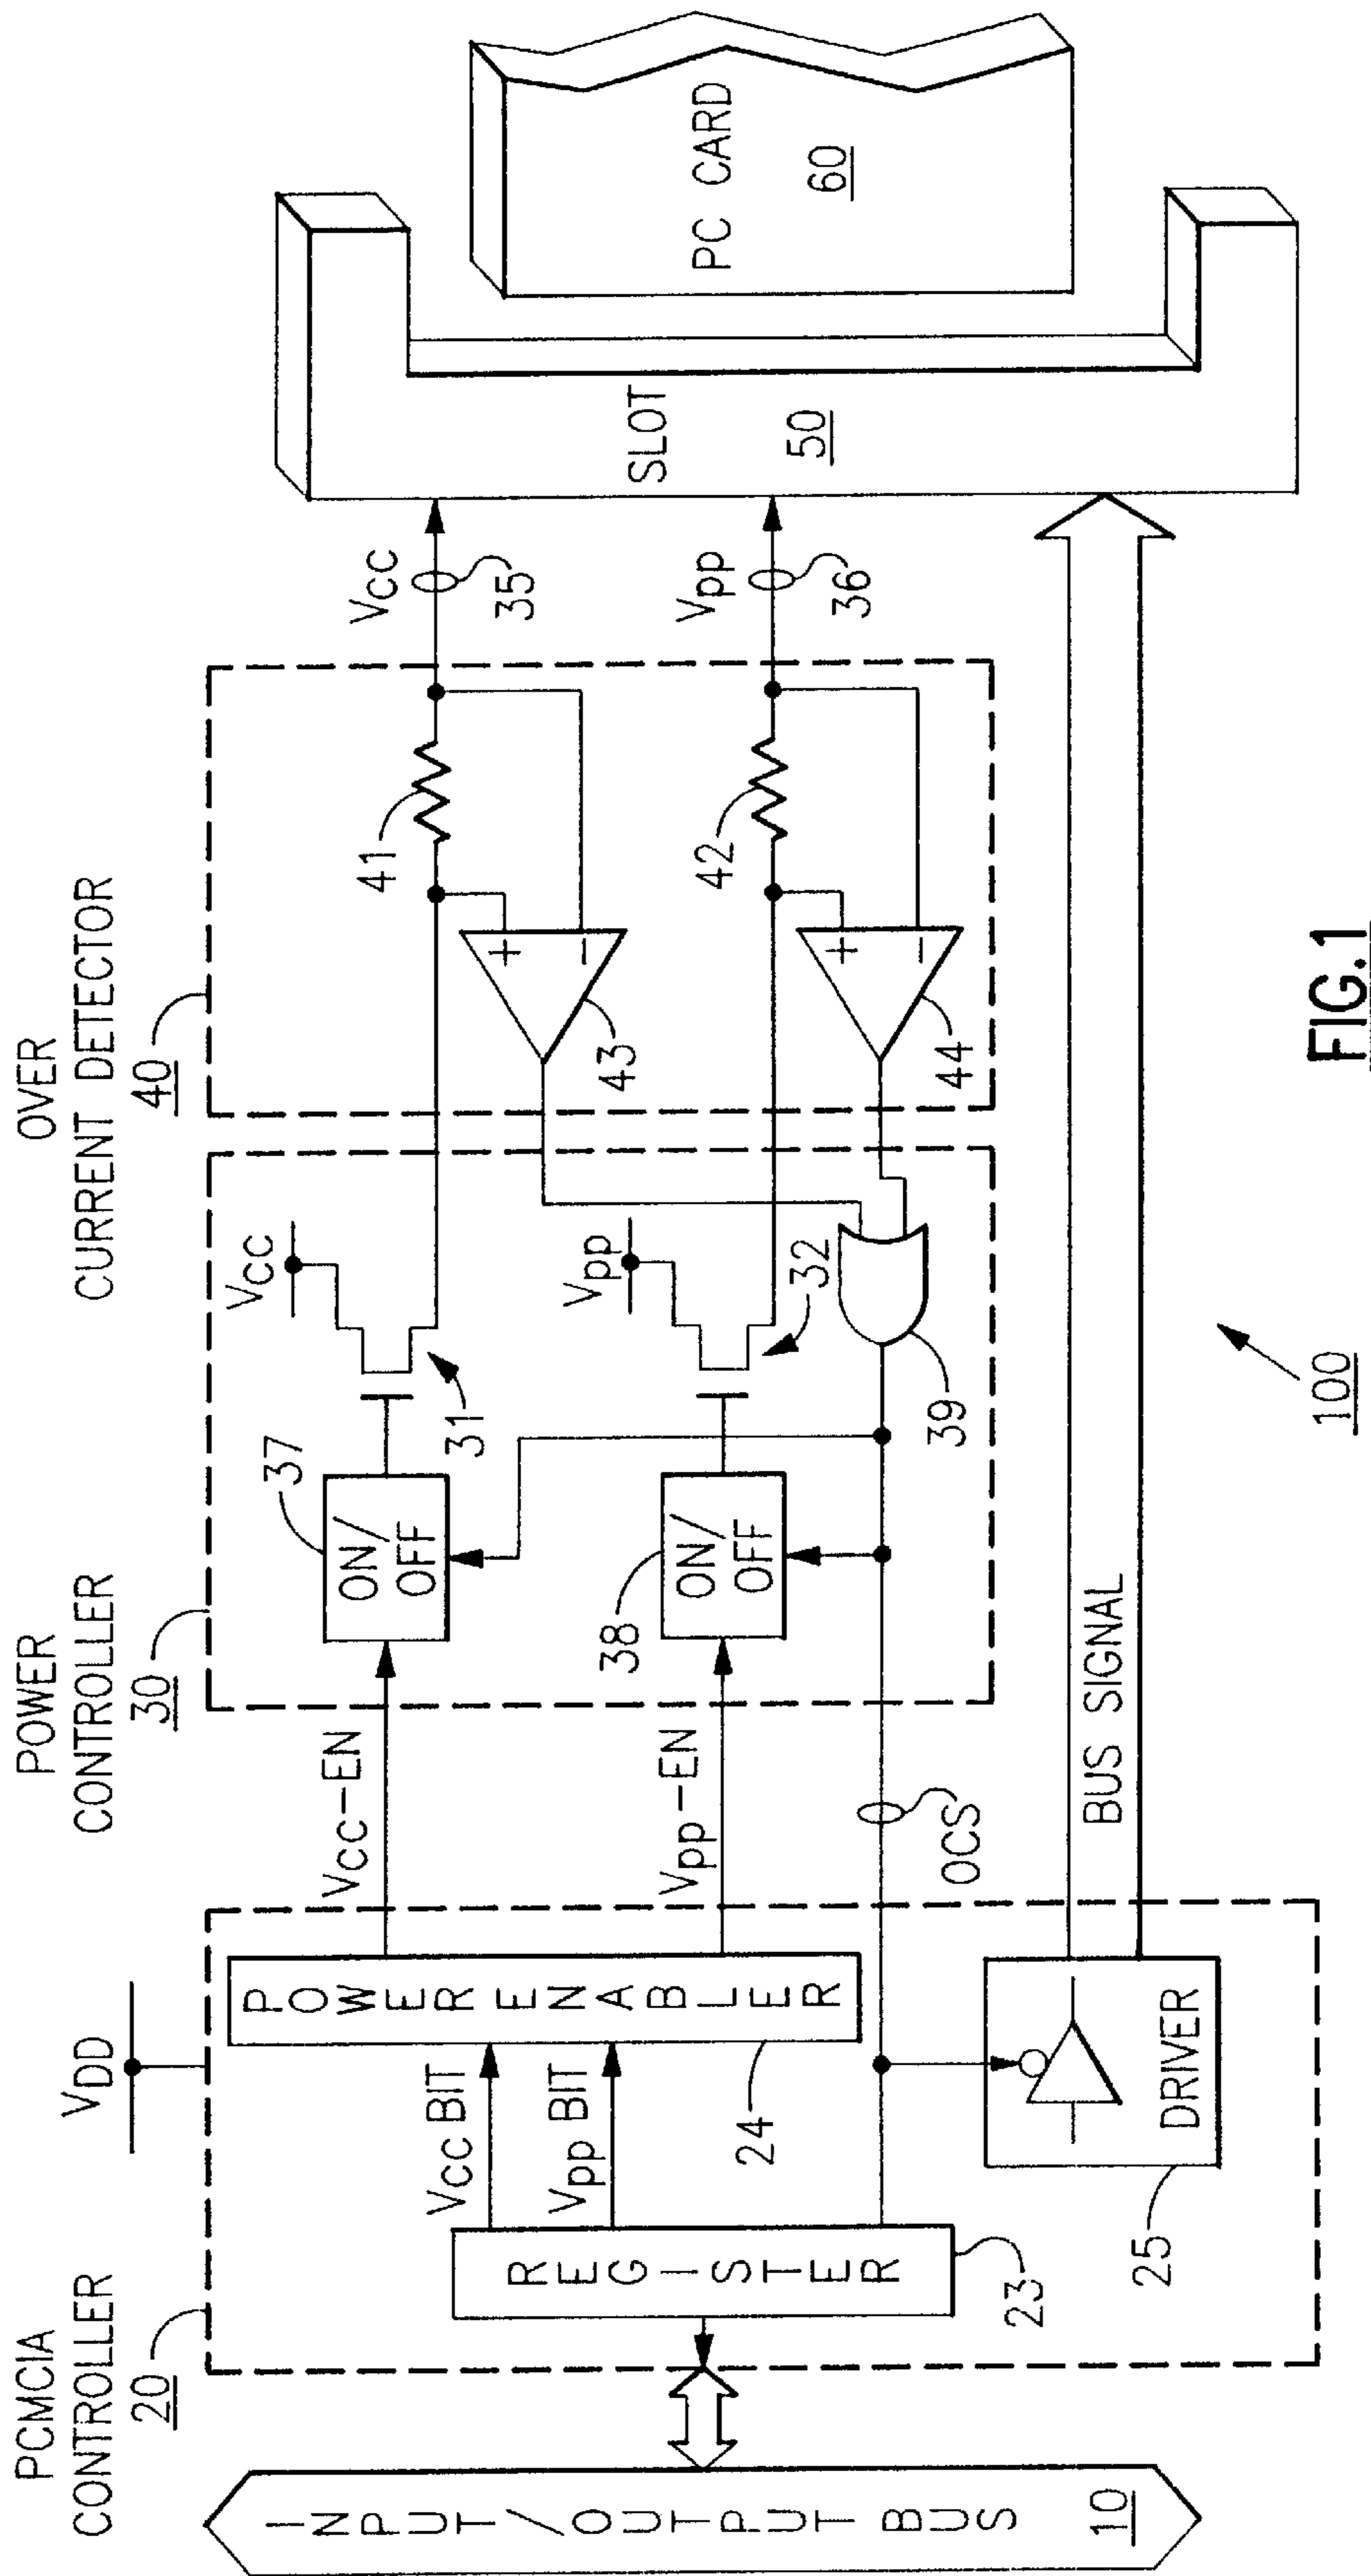 PCMCIA
CONTROLLER
20
POWER
CONTROLLER
30
OVER
CURRENT DETECTOR
40
VDD
INPUT/OUTPUT BUS
10
REGISTER
23
VCC BIT
Vpp BIT
POWER ENABLER
24
DRIVER
25
VCC-EN
Vpp-EN
OCS
BUS SIGNAL
ON/
OFF
37
ON/
OFF
38
VCC
31
Vpp
32
39
41
+
-
43
42
+
-
44
VCC
35
Vpp
36
SLOT
50
PC CARD
60
100
FIG.1